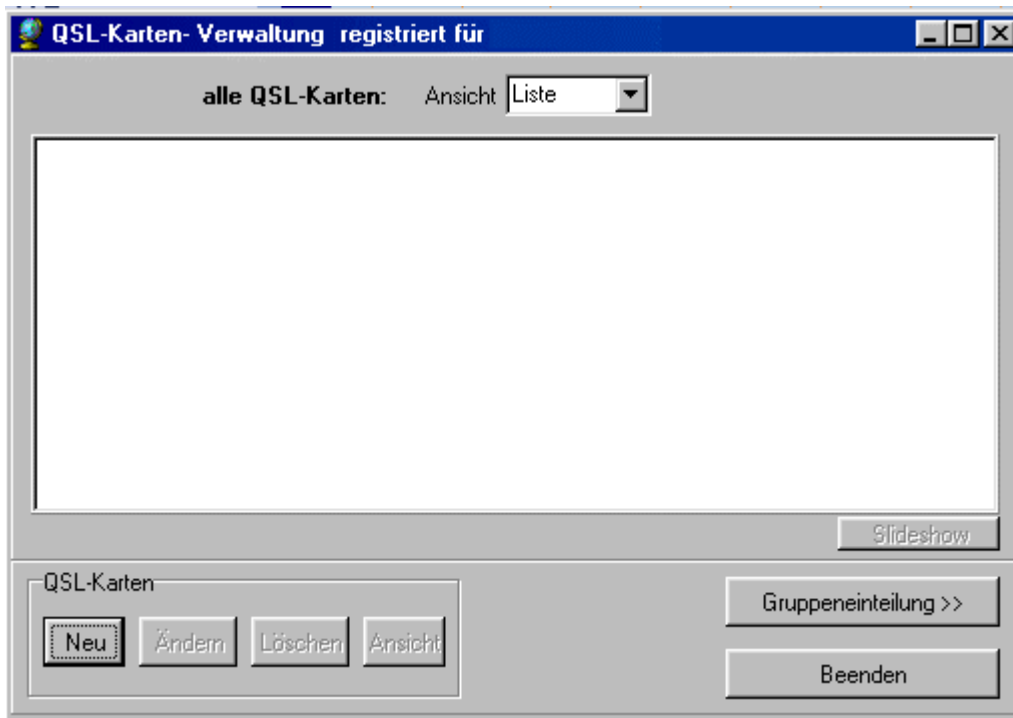 QSL-Karten- Verwaltung registriert für
alle QSL-Karten: Ansicht Liste
Slideshow
QSL-Karten
Neu Ändern Löschen Ansicht
Gruppeneinteilung >>
Beenden